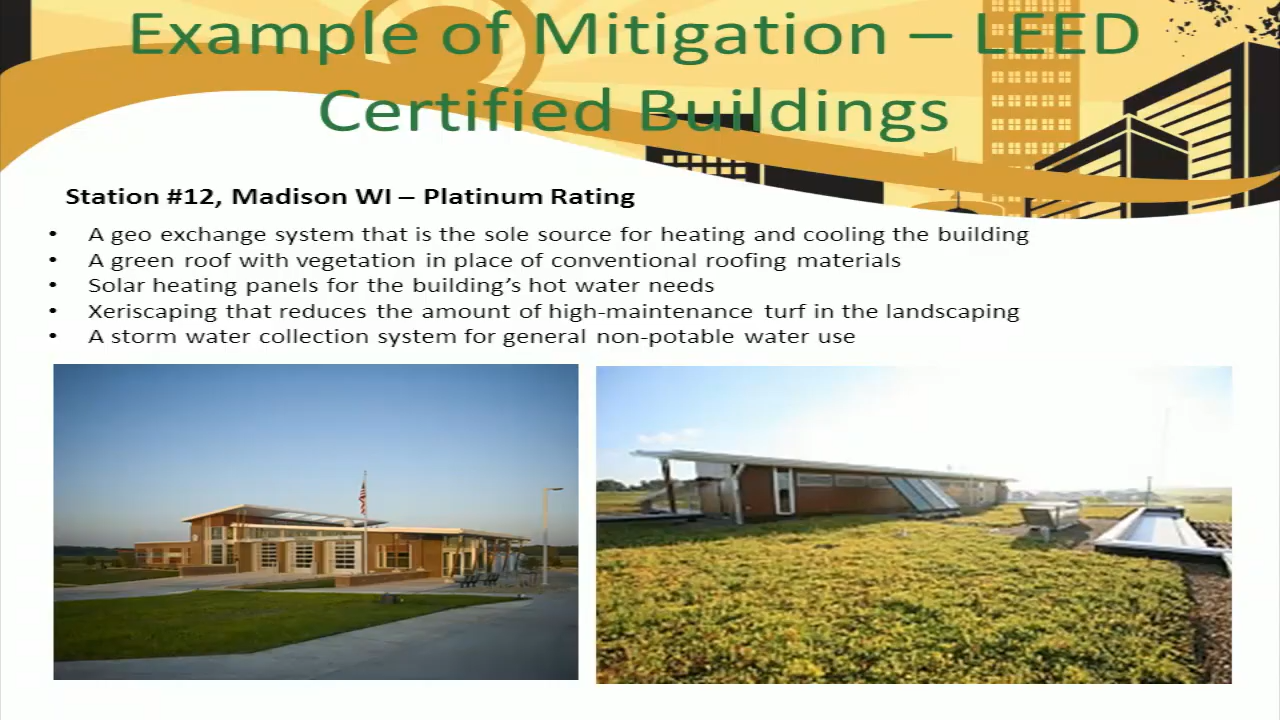 Example of Mitigation – LEED
Certified Buildings
Station #12, Madison WI – Platinum Rating
• A geo exchange system that is the sole source for heating and cooling the building
• A green roof with vegetation in place of conventional roofing materials
• Solar heating panels for the building’s hot water needs
• Xeriscaping that reduces the amount of high-maintenance turf in the landscaping
• A storm water collection system for general non-potable water use